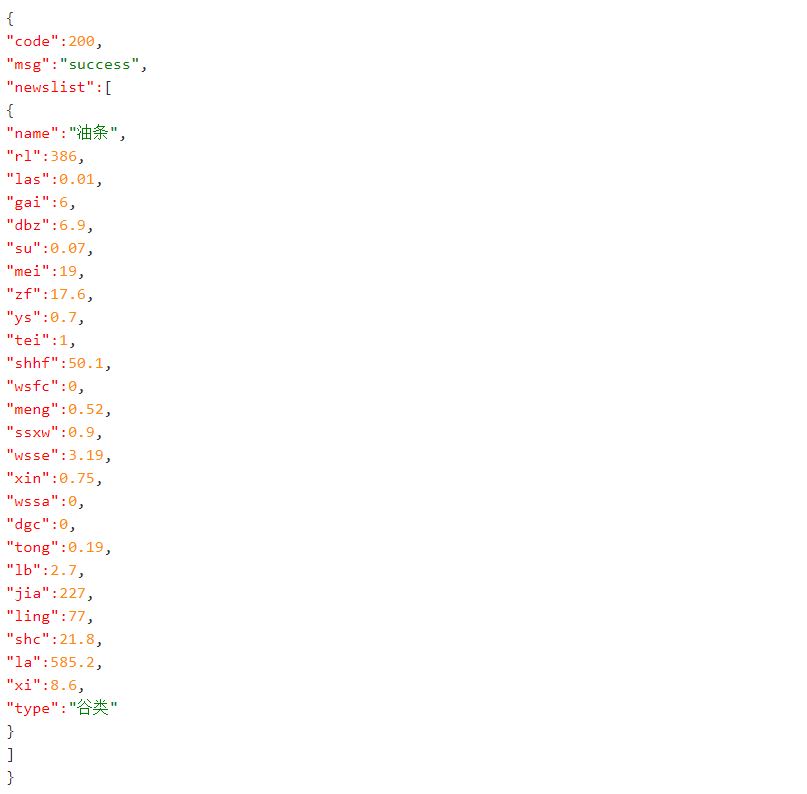 {
"code":200,
"msg":"success",
"newslist":[
{
"name":"油条",
"rl":386,
"las":0.01,
"gai":6,
"dbz":6.9,
"su":0.07,
"mei":19,
"zf":17.6,
"ys":0.7,
"tei":1,
"shhf":50.1,
"wsfc":0,
"meng":0.52,
"ssxw":0.9,
"wsse":3.19,
"xin":0.75,
"wssa":0,
"dgc":0,
"tong":0.19,
"lb":2.7,
"jia":227,
"ling":77,
"shc":21.8,
"la":585.2,
"xi":8.6,
"type":"谷类"
}
]
}